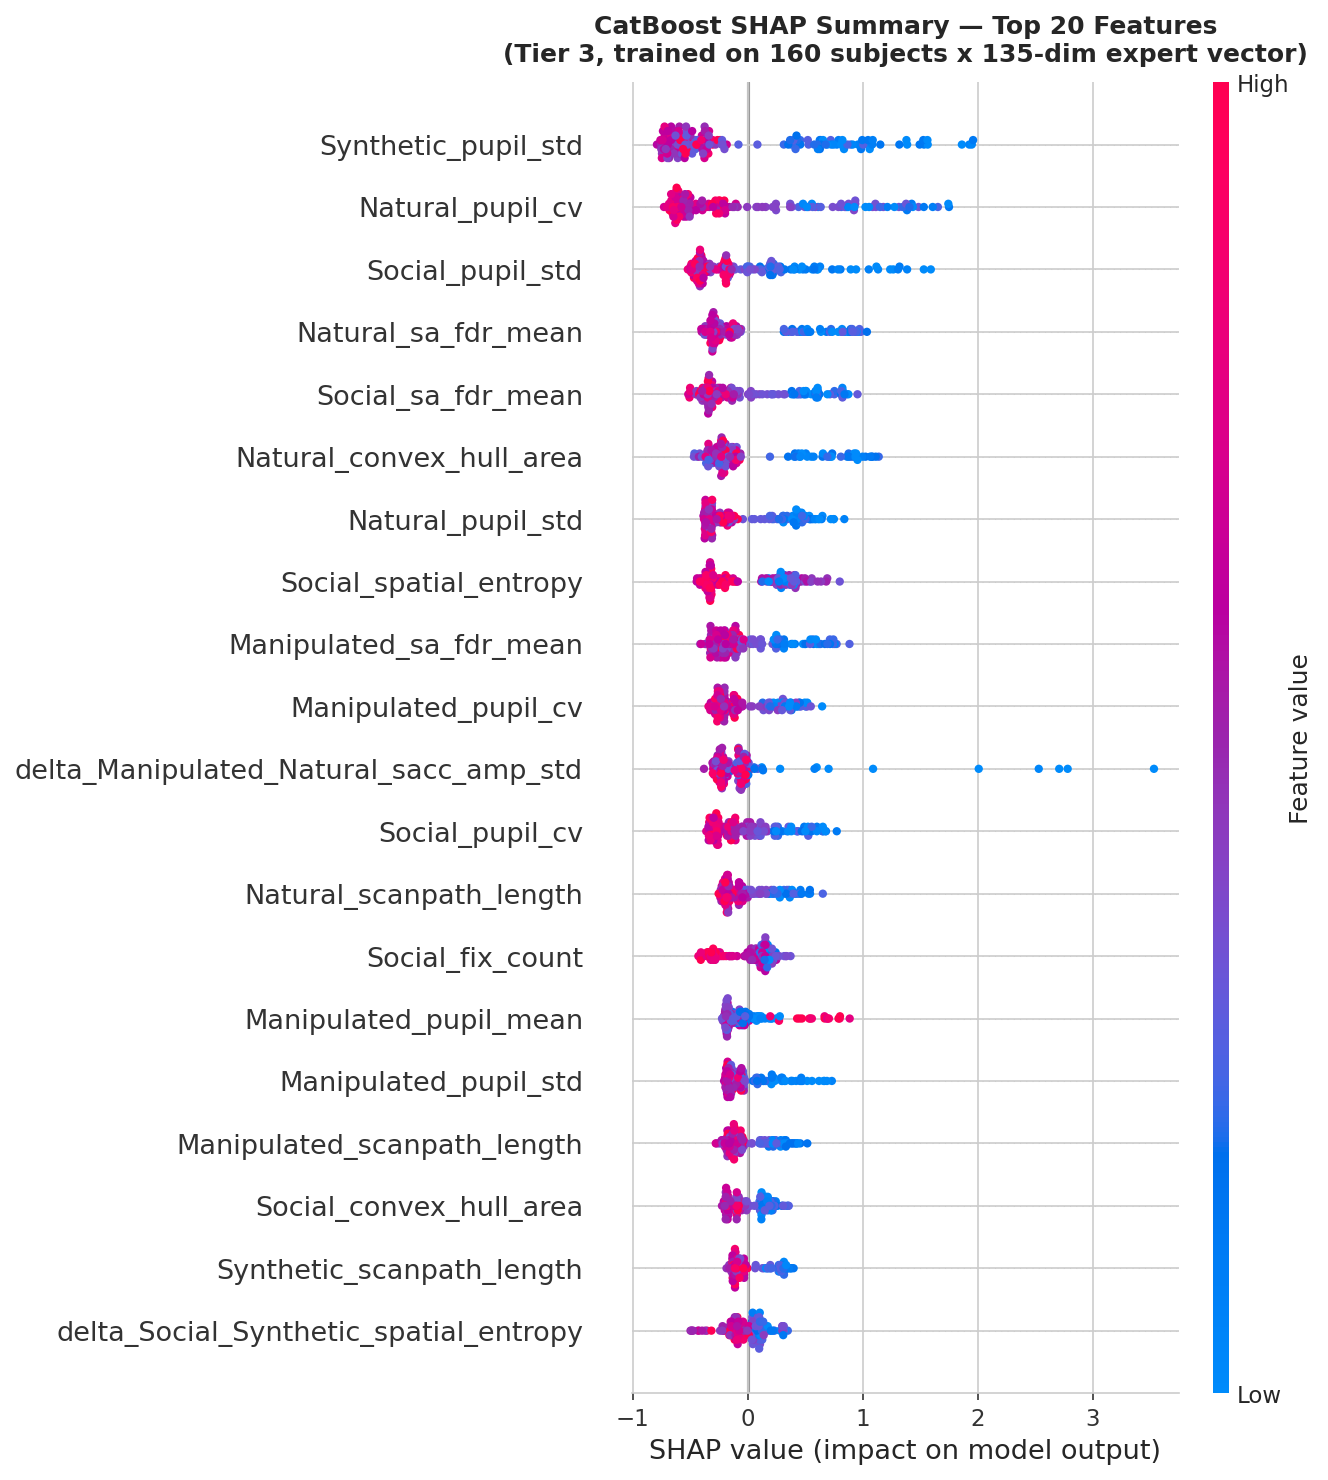 CatBoost SHAP Summary — Top 20 Features
(Tier 3, trained on 160 subjects x 135-dim expert vector)
High
Synthetic_pupil_std
Natural_pupil_cv
Social_pupil_std
Natural_sa_fdr_mean
Social_sa_fdr_mean
Natural_convex_hull_area
Natural_pupil_std
Social_spatial_entropy
Manipulated_sa_fdr_mean
Manipulated_pupil_cv
delta_Manipulated_Natural_sacc_amp_std
Social_pupil_cv
Natural_scanpath_length
Social_fix_count
Manipulated_pupil_mean
Manipulated_pupil_std
Manipulated_scanpath_length
Social_convex_hull_area
Synthetic_scanpath_length
delta_Social_Synthetic_spatial_entropy
Feature value
Low
−1 0 1 2 3
SHAP value (impact on model output)